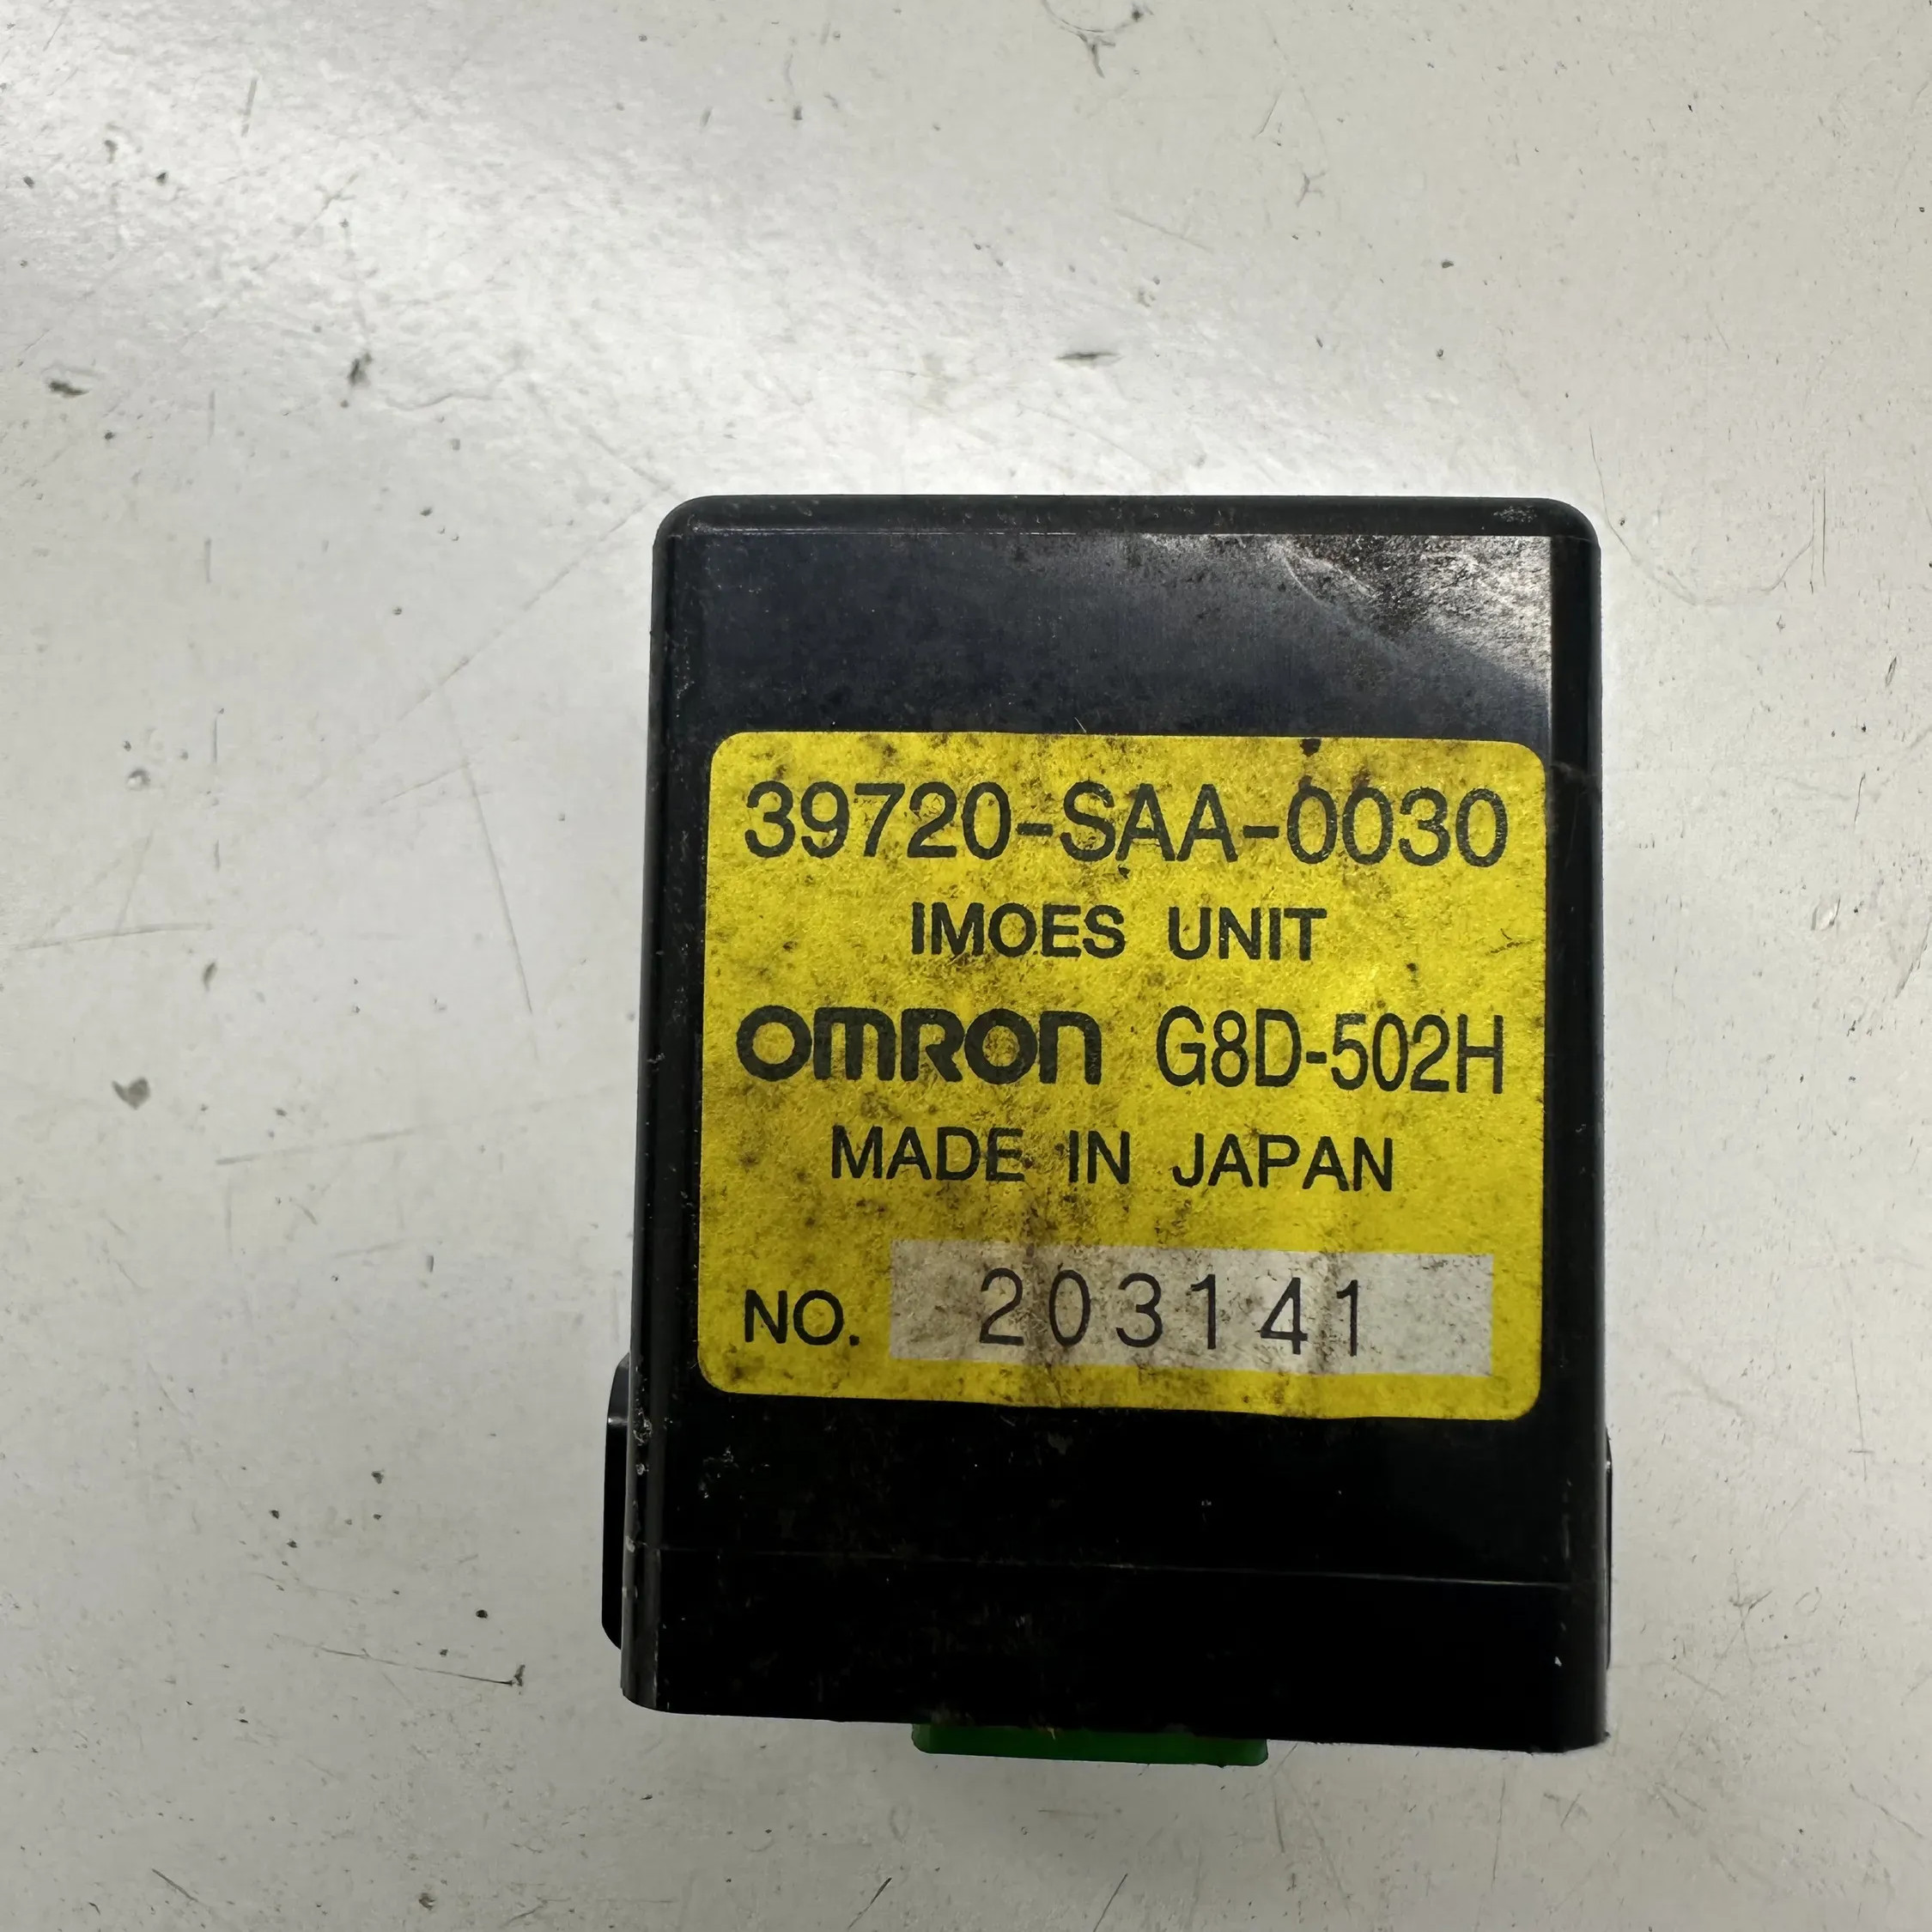 39720-SAA-0030
IMOES UNIT
OMRON G8D-502H
MADE IN JAPAN
NO. 203141